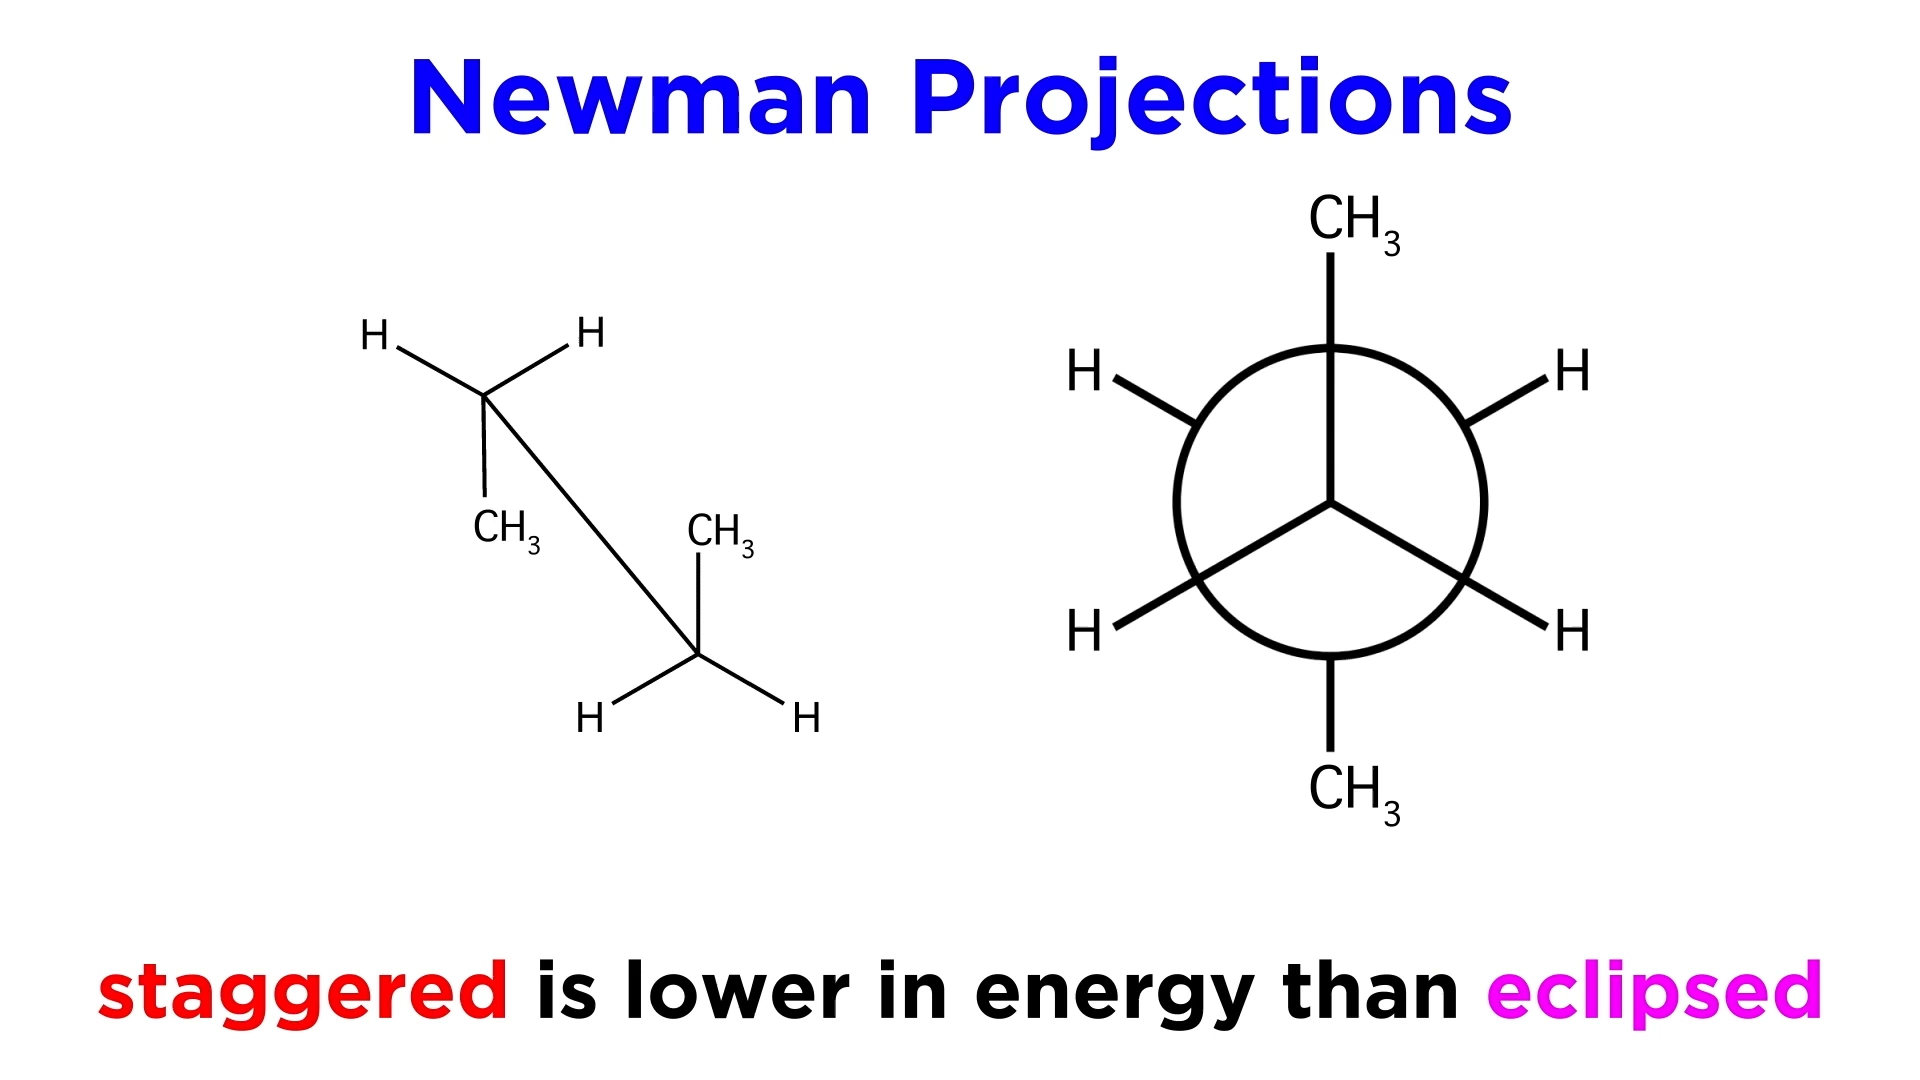 Newman Projections
CH₃
H H
H H
CH₃ CH₃
H H
H H
CH₃
staggered is lower in energy than eclipsed